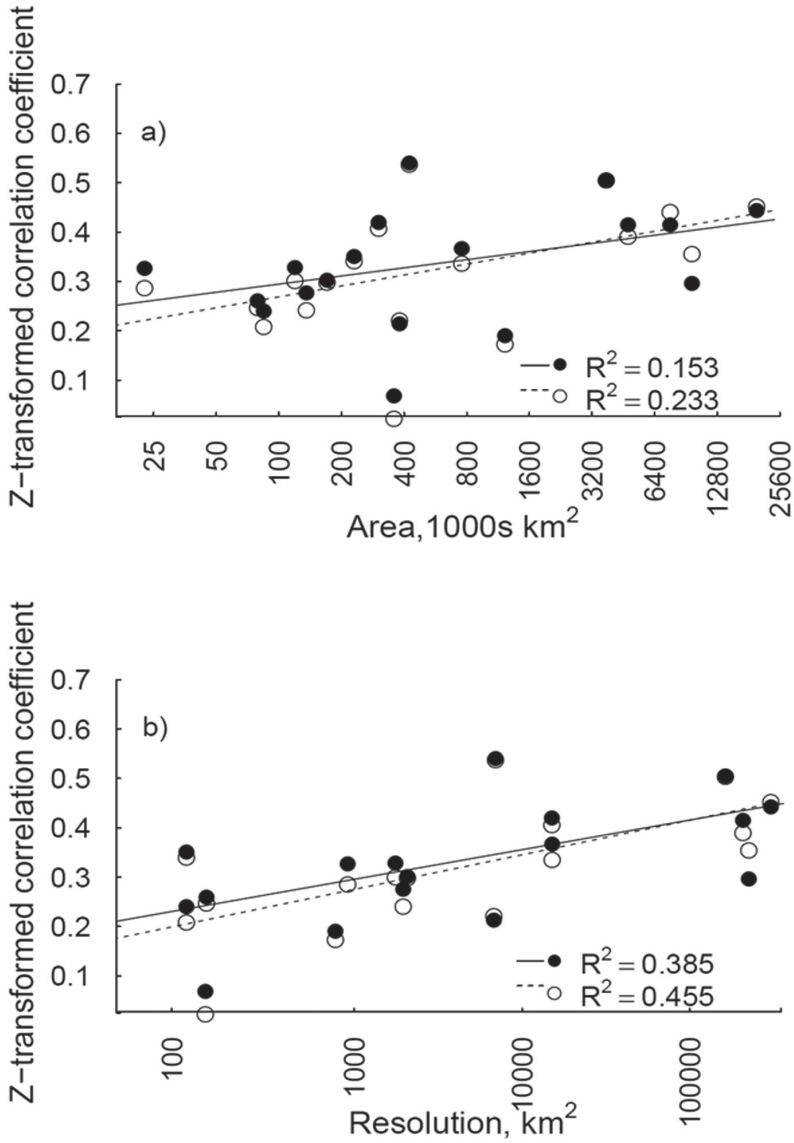 Z−transformed correlation coefficient
0.7
0.6
0.5
0.4
0.3
0.2
0.1
a)
R² = 0.153
R² = 0.233
25 50 100 200 400 800 1600 3200 6400 12800 25600
Area,1000s km²
Z−transformed correlation coefficient
0.7
0.6
0.5
0.4
0.3
0.2
0.1
b)
R² = 0.385
R² = 0.455
100 1000 10000 100000
Resolution, km²